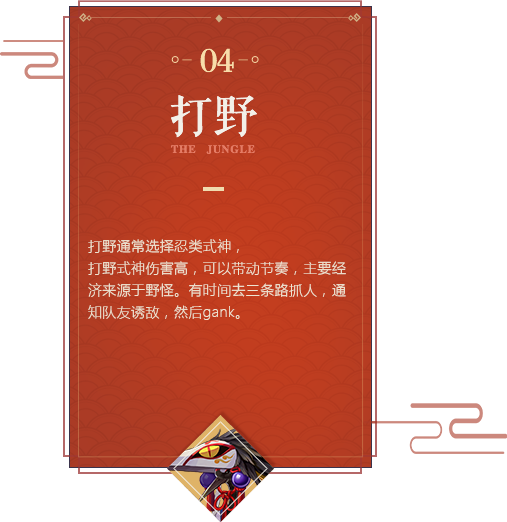 04
打野
THE JUNGLE
打野通常选择忍类式神，
打野式神伤害高，可以带动节奏，主要经
济来源于野怪。有时间去三条路抓人，通
知队友诱敌，然后gank。